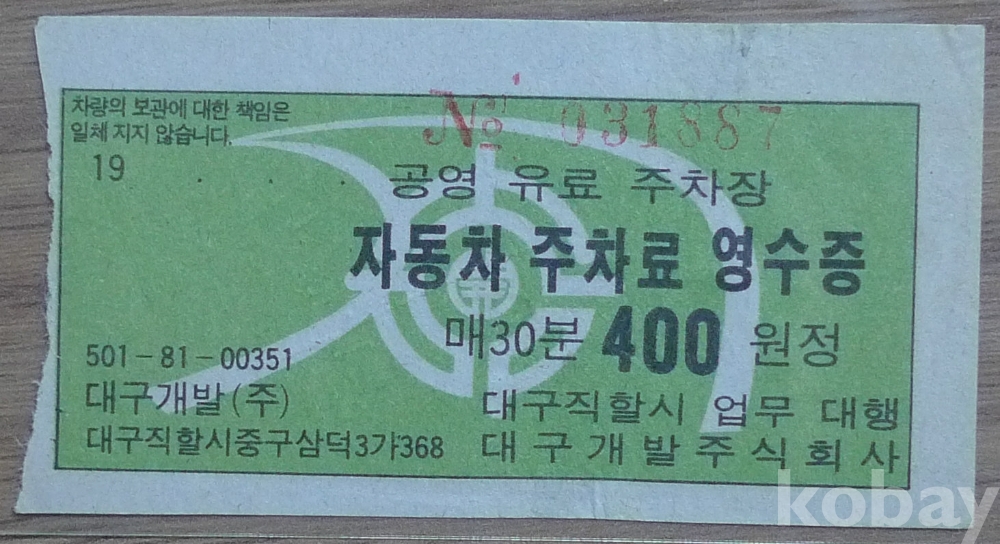 차량의 보관에 대한 책임은
일체 지지 않습니다.
№ 031887
19 . . .
공영 유료 주차장
자동차 주차료 영수증
매30분 400 원정
501-81-00351
대구개발(주)
대구직할시중구삼덕3가368
대구직할시 업무 대행
대구개발주식회사
kobay